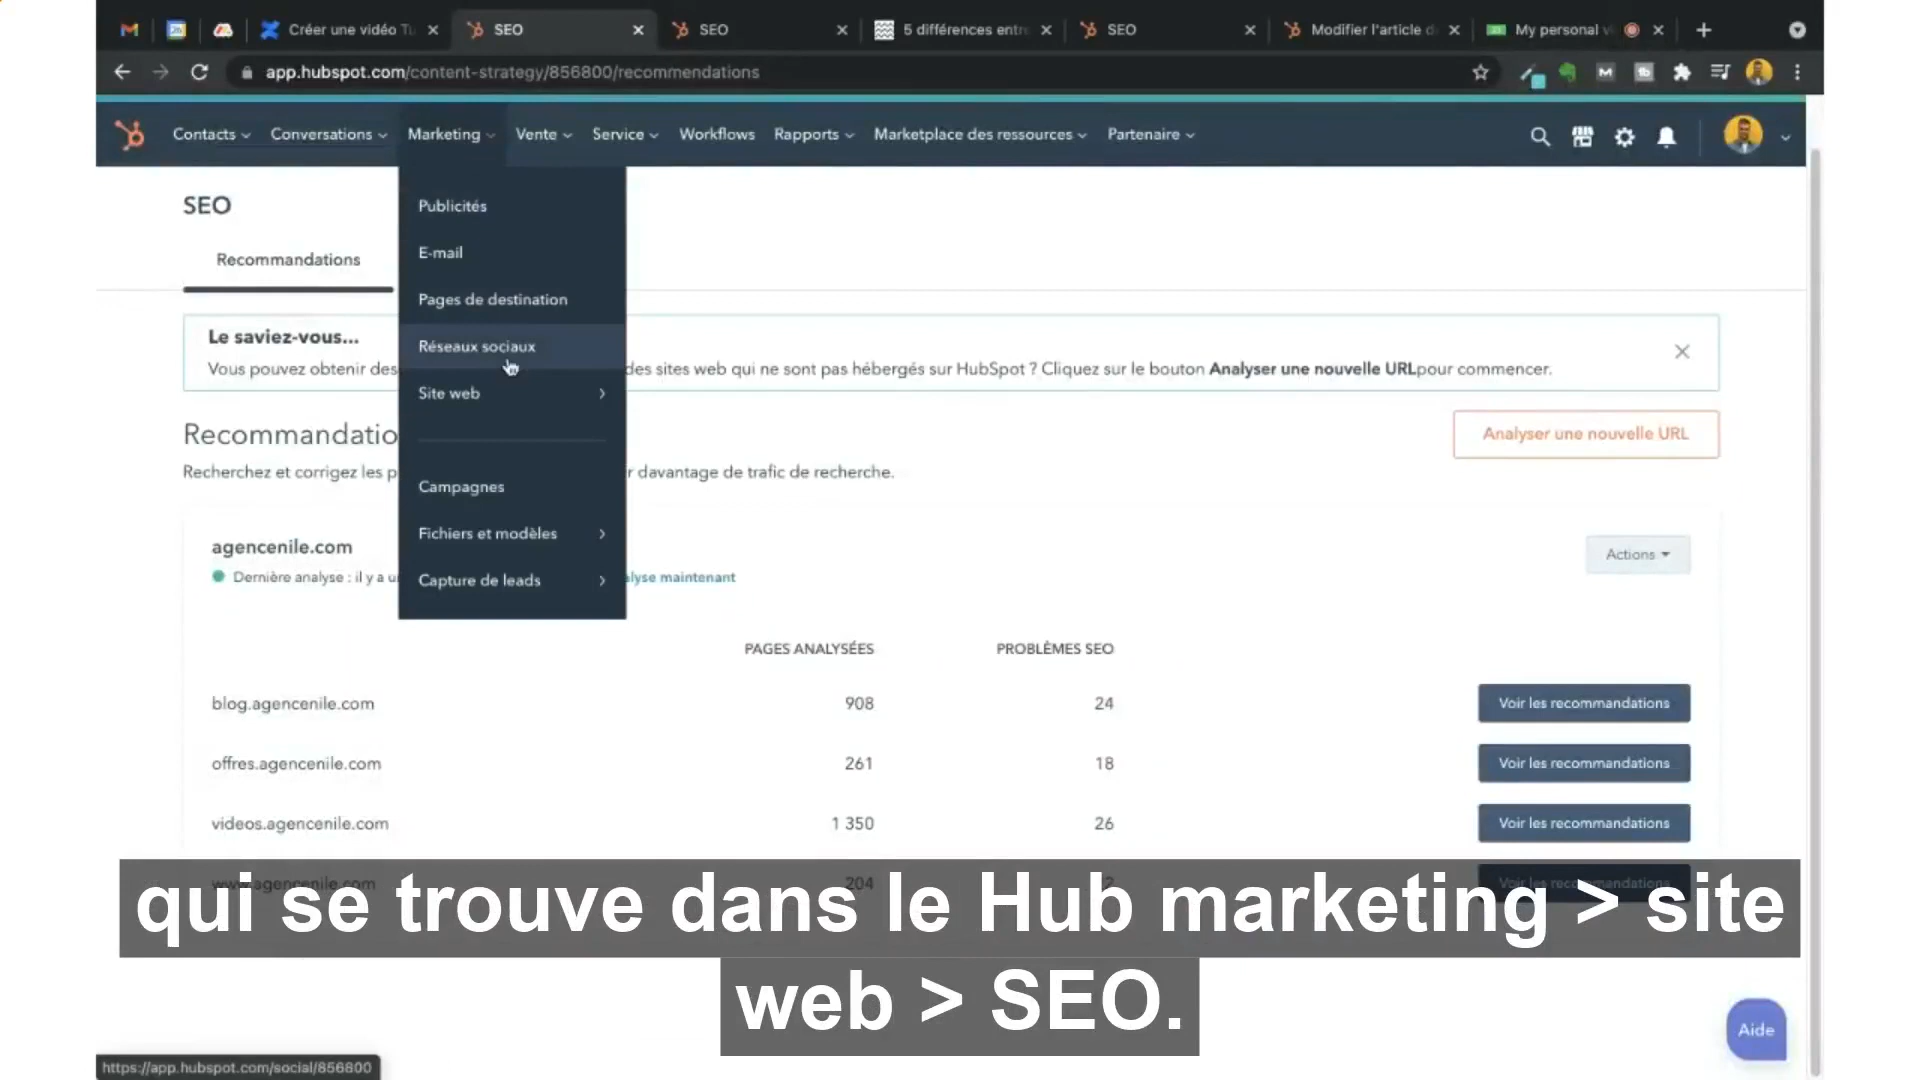 Créer une vidéo Tu
SEO
SEO
5 différences entr
SEO
Modifier l'article d
My personal v
app.hubspot.com/content-strategy/856800/recommendations
Contacts
Conversations
Marketing
Vente
Service
Workflows
Rapports
Marketplace des ressources
Partenaire
SEO
Publicités
Recommandations
E-mail
Pages de destination
Réseaux sociaux
Site web
Campagnes
Fichiers et modèles
Capture de leads
Le saviez-vous...
Vous pouvez obtenir des
des sites web qui ne sont pas hébergés sur HubSpot ? Cliquez sur le bouton Analyser une nouvelle URLpour commencer.
Recommandatio
Analyser une nouvelle URL
Recherchez et corrigez les p
r davantage de trafic de recherche.
agencenile.com
Actions
Dernière analyse : il y a u
lyse maintenant
PAGES ANALYSÉES
PROBLÈMES SEO
blog.agencenile.com
908
24
Voir les recommandations
offres.agencenile.com
261
18
Voir les recommandations
videos.agencenile.com
1 350
26
Voir les recommandations
www.agencenile.com
204
Voir les recommandations
qui se trouve dans le Hub marketing > site
web > SEO.
Aide
https://app.hubspot.com/social/856800